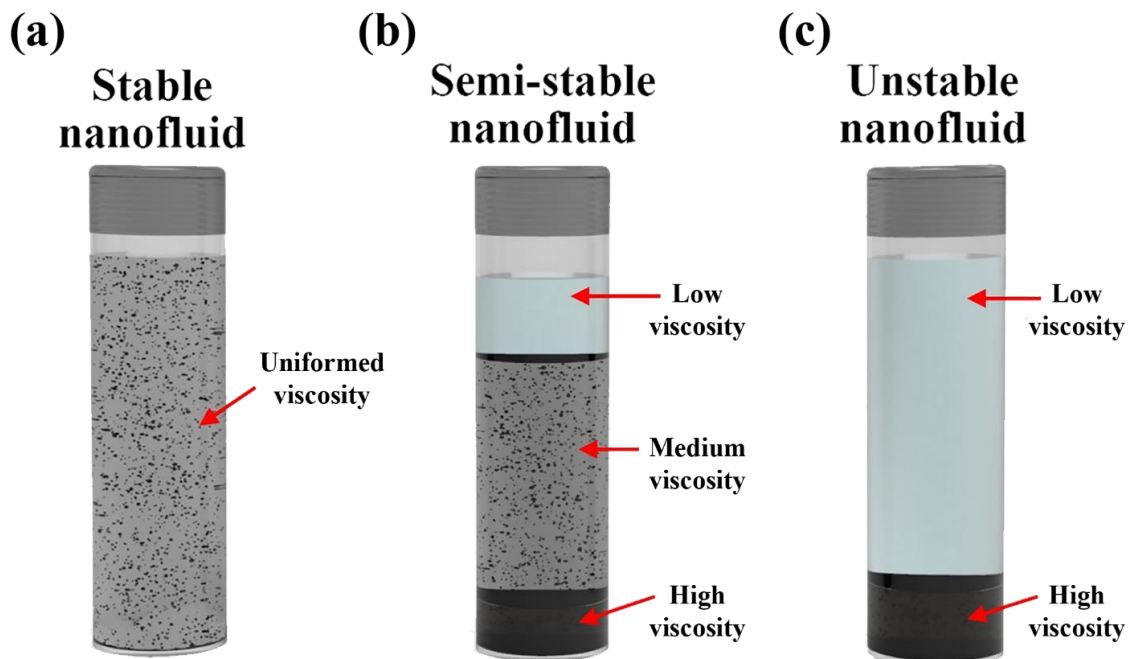 (a)
Stable
nanofluid
Uniformed
viscosity
(b)
Semi-stable
nanofluid
Low
viscosity
Medium
viscosity
High
viscosity
(c)
Unstable
nanofluid
Low
viscosity
High
viscosity